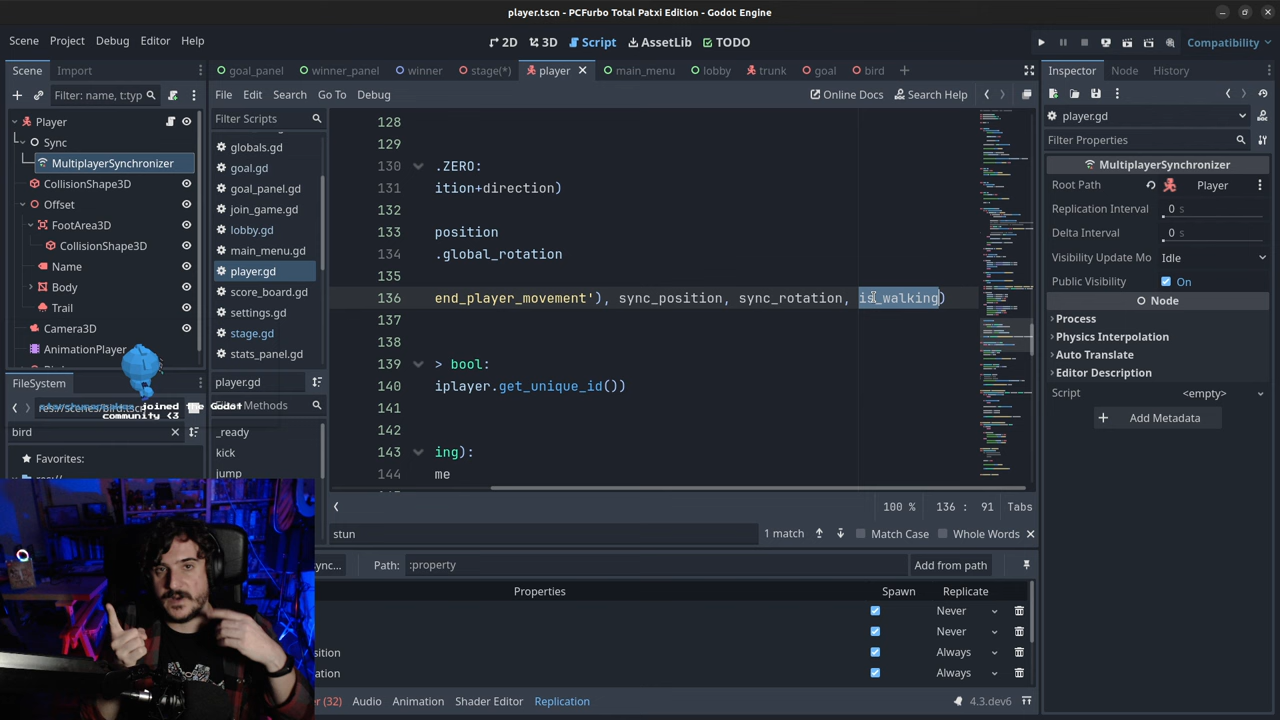 player.tscn - PCFurbo Total Patxi Edition - Godot Engine
Scene Project Debug Editor Help
2D 3D Script AssetLib TODO
Compatibility
Scene Import
goal_panel winner_panel winner stage(*) player main_menu lobby trunk goal bird
Inspector Node History
Filter: name, t:typ
File Edit Search Go To Debug
Online Docs Search Help
Player
Sync
MultiplayerSynchronizer
CollisionShape3D
Offset
FootArea3D
CollisionShape3D
Name
Body
Trail
Camera3D
AnimationPlayer
FileSystem
joined the Godot
community <3
bird
Favorites:
Filter Scripts
globals.gd
goal.gd
goal_panel.gd
join_game.gd
lobby.gd
main_menu.gd
player.gd
score_board.gd
settings.gd
stage.gd
stats_panel.gd
player.gd
Methods
_ready
kick
jump
128
129
130 .ZERO:
131 ition+direction)
132
133 position
134 .global_rotation
135
136 end_player_movement'), sync_position, sync_rotation, is_walking)
137
138
139 > bool:
140 iplayer.get_unique_id())
141
142
143 ing):
144 me
100 % 136 : 91 Tabs
stun
1 match Match Case Whole Words
Path: :property Add from path
Properties Spawn Replicate
Never
Never
sition Always
ation Always
(32) Audio Animation Shader Editor Replication
4.3.dev6
player.gd
Filter Properties
MultiplayerSynchronizer
Root Path Player
Replication Interval 0 s
Delta Interval 0 s
Visibility Update Mo Idle
Public Visibility On
Node
Process
Physics Interpolation
Auto Translate
Editor Description
Script <empty>
Add Metadata